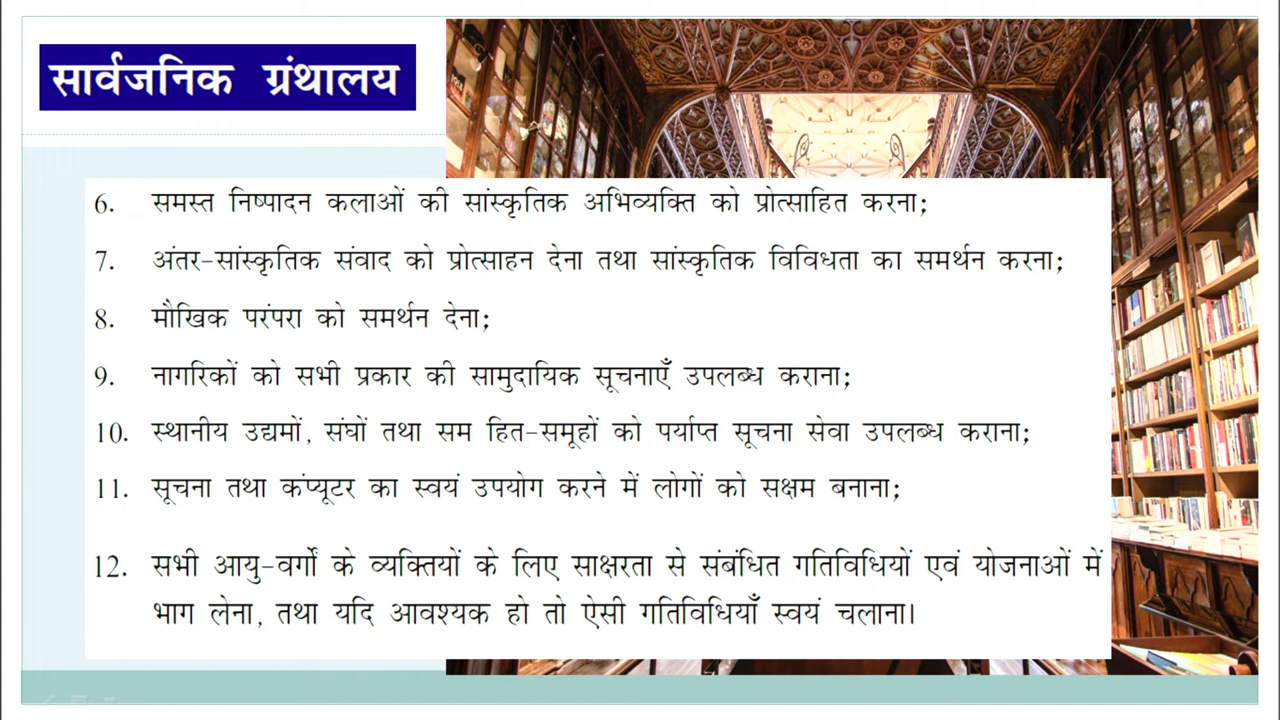 सार्वजनिक ग्रंथालय
6. समस्त निष्पादन कलाओं की सांस्कृतिक अभिव्यक्ति को प्रोत्साहित करना;
7. अंतर-सांस्कृतिक संवाद को प्रोत्साहन देना तथा सांस्कृतिक विविधता का समर्थन करना;
8. मौखिक परंपरा को समर्थन देना;
9. नागरिकों को सभी प्रकार की सामुदायिक सूचनाएँ उपलब्ध कराना;
10. स्थानीय उद्यमों, संघों तथा सम हित-समूहों को पर्याप्त सूचना सेवा उपलब्ध कराना;
11. सूचना तथा कंप्यूटर का स्वयं उपयोग करने में लोगों को सक्षम बनाना;
12. सभी आयु-वर्गों के व्यक्तियों के लिए साक्षरता से संबंधित गतिविधियों एवं योजनाओं में
भाग लेना, तथा यदि आवश्यक हो तो ऐसी गतिविधियाँ स्वयं चलाना।